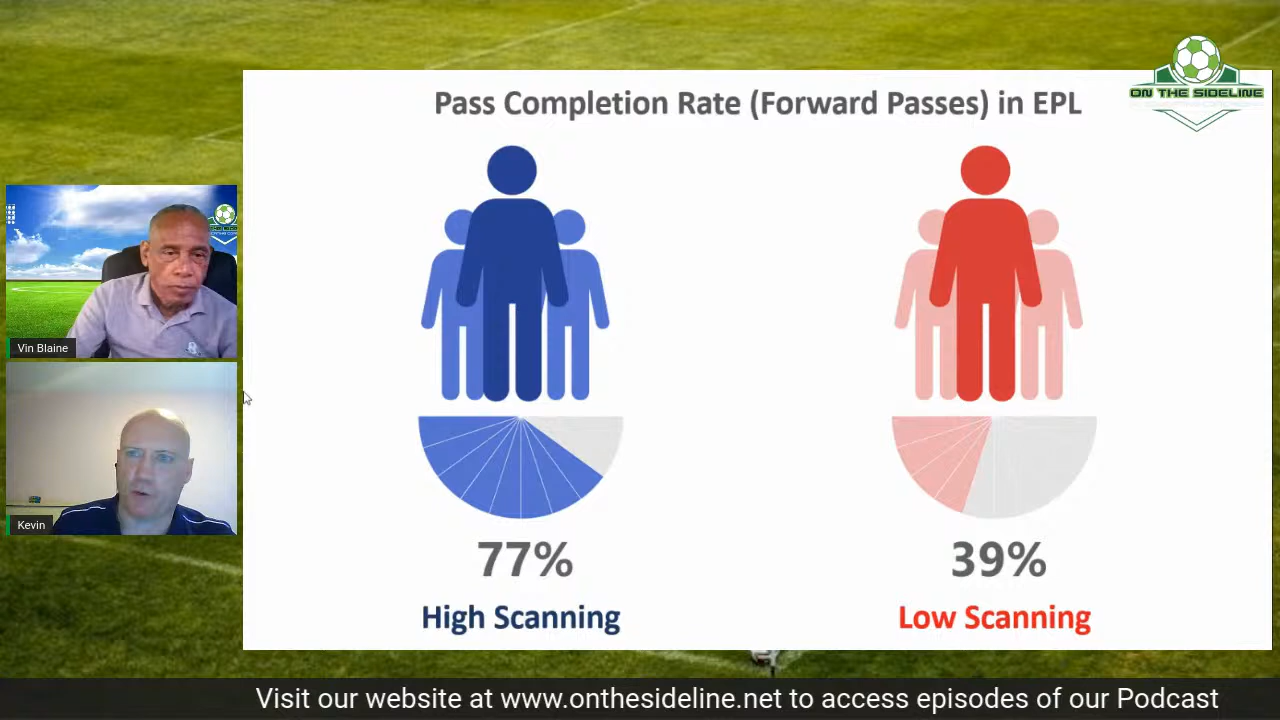 Pass Completion Rate (Forward Passes) in EPL
ON THE SIDELINE
Vin Blaine
Kevin
77%
39%
High Scanning
Low Scanning
Visit our website at www.onthesideline.net to access episodes of our Podcast